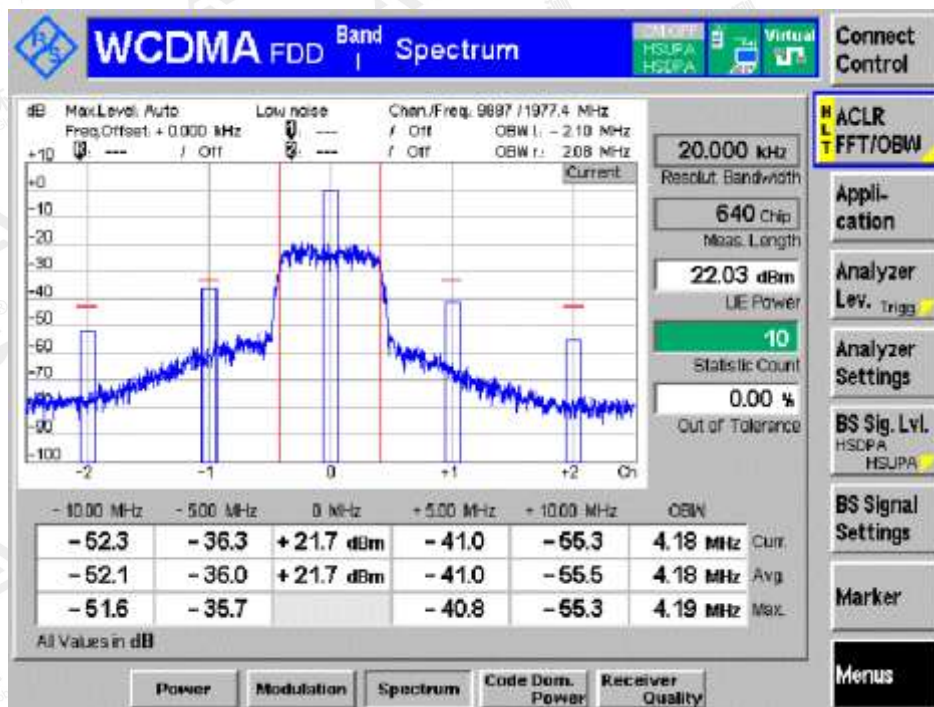 WCDMA FDD Band I Spectrum
CM OFF
HSUPA
HSDPA
Virtual
Connect Control
dB Max.Level: Auto Low noise Chan./Freq.: 9887 / 1977.4 MHz
Freq.Offset: + 0.000 kHz 1: --- / Off OBW l.: - 2.10 MHz
+10 --- / Off 2: --- / Off OBW r.: 2.08 MHz
Current
+0
-10
-20
-30
-40
-50
-60
-70
-80
-100
-2 -1 0 +1 +2 Ch
20.000 kHz
Resolut. Bandwidth
640 Chip
Meas. Length
22.03 dBm
UE Power
10
Statistic Count
0.00 %
Out of Tolerance
- 10.00 MHz - 5.00 MHz 0 MHz + 5.00 MHz + 10.00 MHz OBW
- 52.3 - 36.3 + 21.7 dBm - 41.0 - 55.3 4.18 MHz Curr.
- 52.1 - 36.0 + 21.7 dBm - 41.0 - 55.5 4.18 MHz Avg.
- 51.6 - 35.7 - 40.8 - 55.3 4.19 MHz Max.
All Values in dB
HLT
ACLR
FFT/OBW
Appli-
cation
Analyzer
Lev. Trigg.
Analyzer
Settings
BS Sig. Lvl.
HSDPA
HSUPA
BS Signal
Settings
Marker
Menus
Power
Modulation
Spectrum
Code Dom.
Power
Receiver
Quality